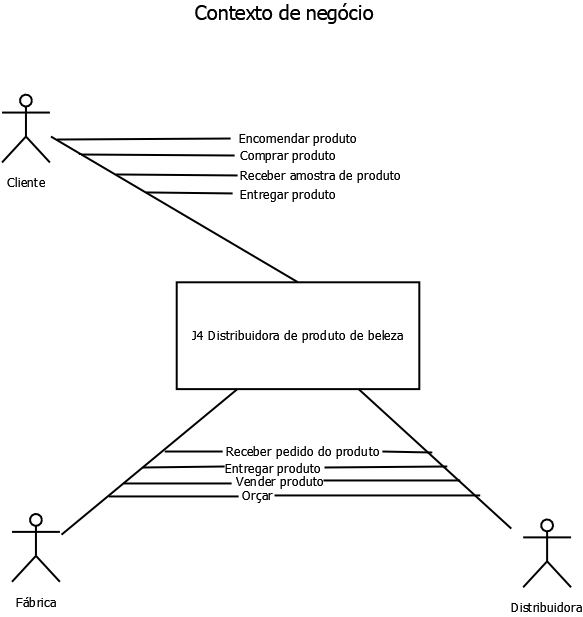 Contexto de negócio
Encomendar produto
Comprar produto
Receber amostra de produto
Cliente
Entregar produto
J4 Distribuidora de produto de beleza
Receber pedido do produto
Entregar produto
Vender produto
Orçar
Fábrica
Distribuidora